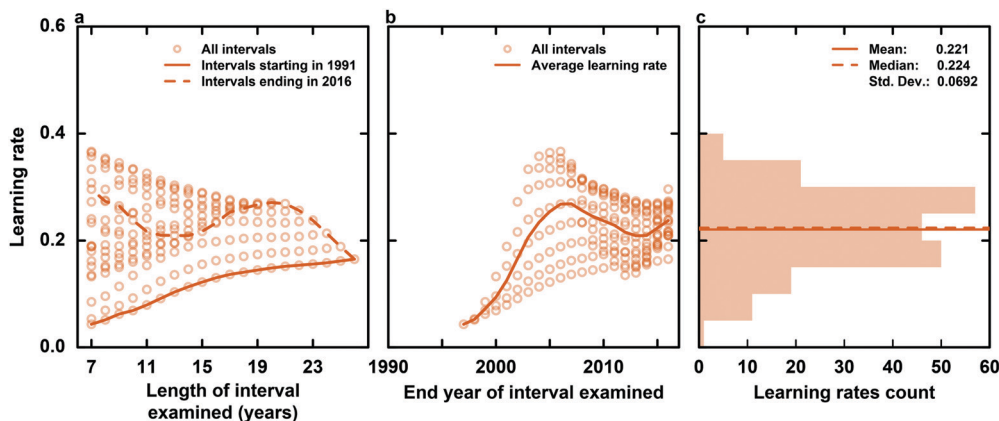 a
b
c
0.6
0.4
0.2
0.0
Learning rate
All intervals
Intervals starting in 1991
Intervals ending in 2016
7 11 15 19 23
Length of interval
examined (years)
All intervals
Average learning rate
1990 2000 2010
End year of interval examined
Mean: 0.221
Median: 0.224
Std. Dev.: 0.0692
0 10 20 30 40 50 60
Learning rates count